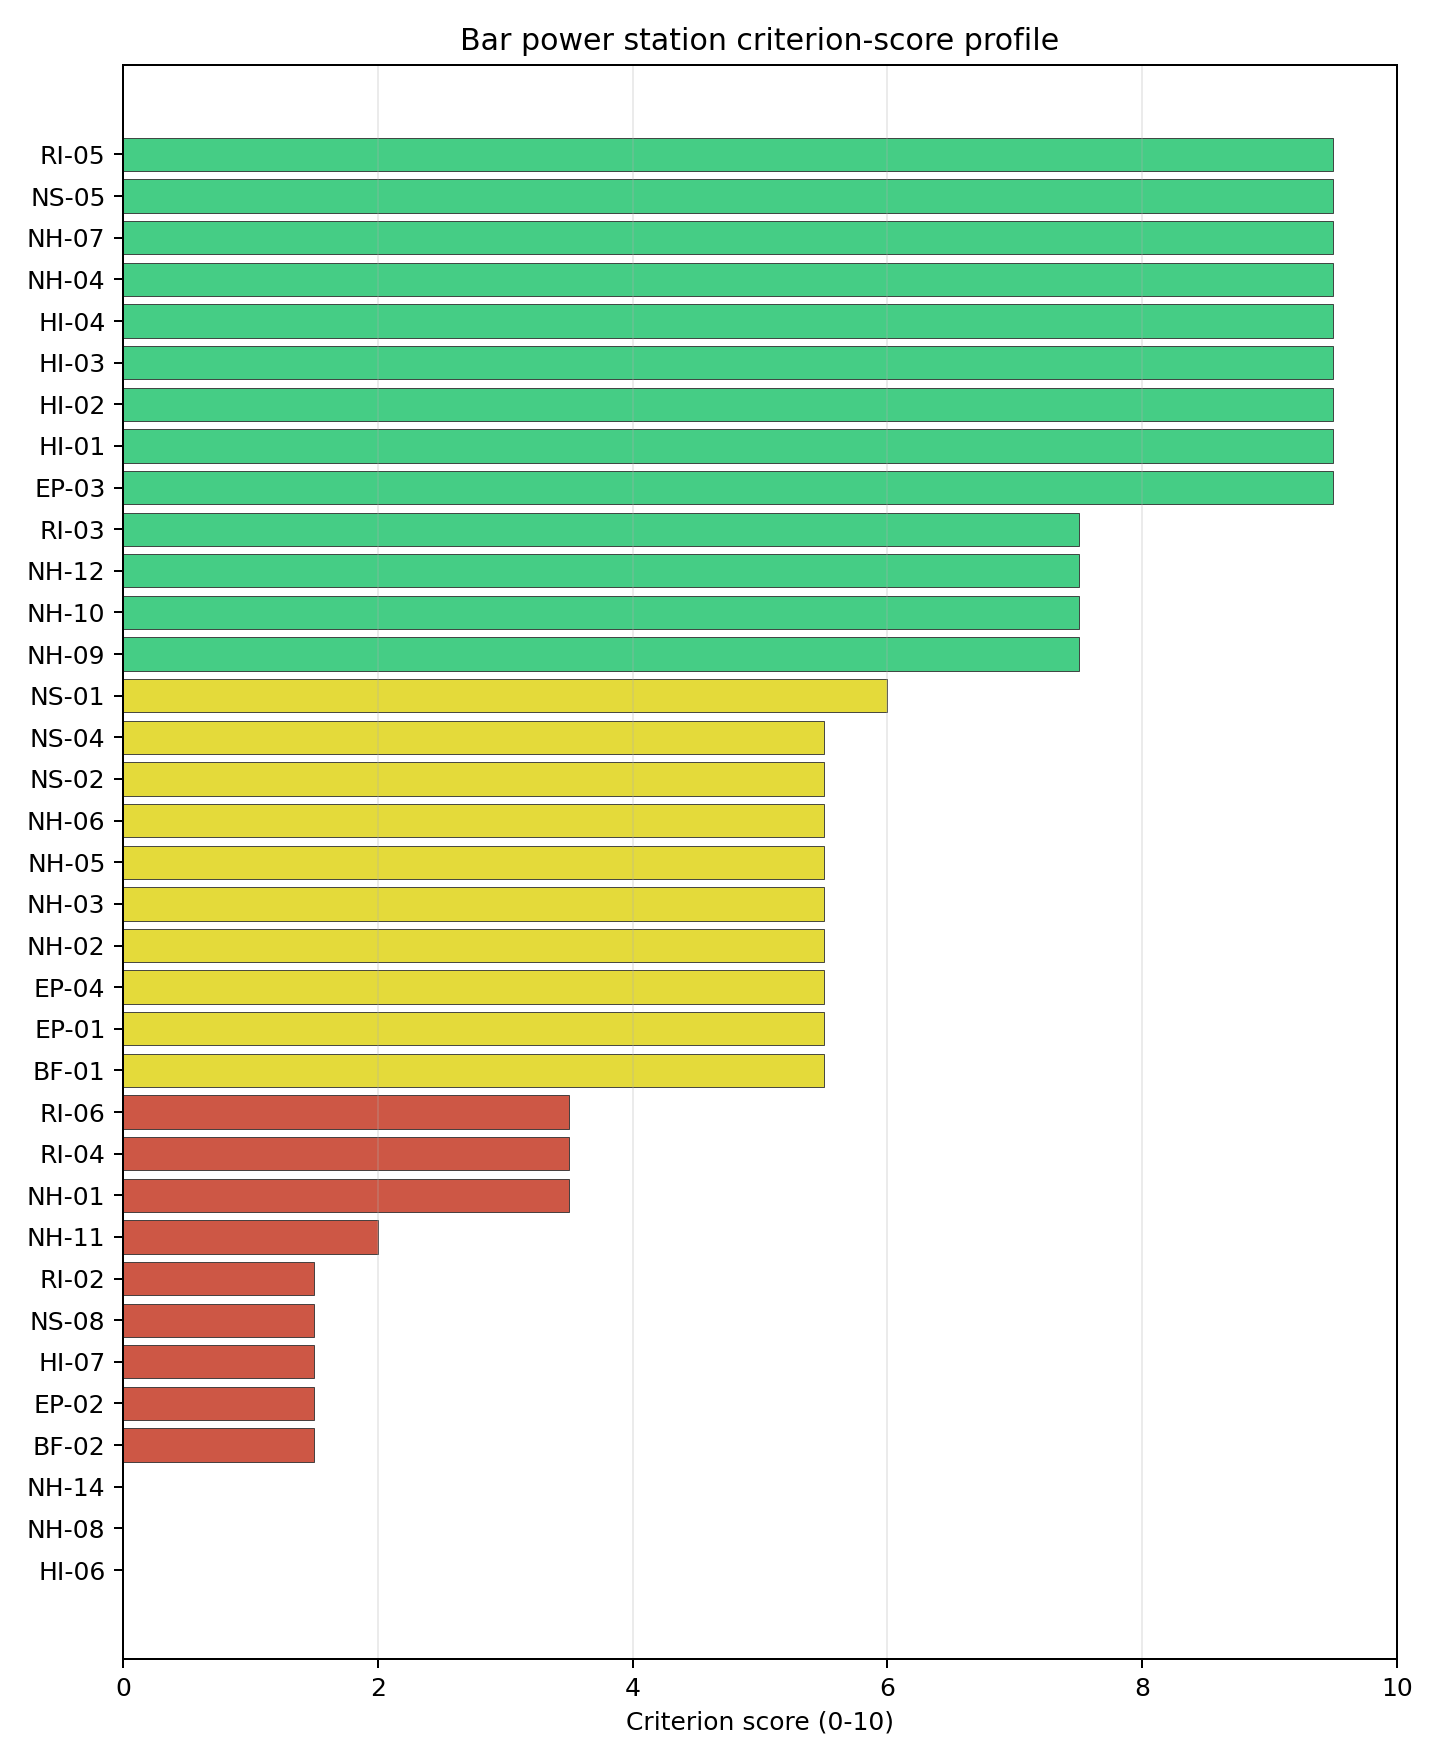 Bar power station criterion-score profile
RI-05
NS-05
NH-07
NH-04
HI-04
HI-03
HI-02
HI-01
EP-03
RI-03
NH-12
NH-10
NH-09
NS-01
NS-04
NS-02
NH-06
NH-05
NH-03
NH-02
EP-04
EP-01
BF-01
RI-06
RI-04
NH-01
NH-11
RI-02
NS-08
HI-07
EP-02
BF-02
NH-14
NH-08
HI-06
0 2 4 6 8 10
Criterion score (0-10)